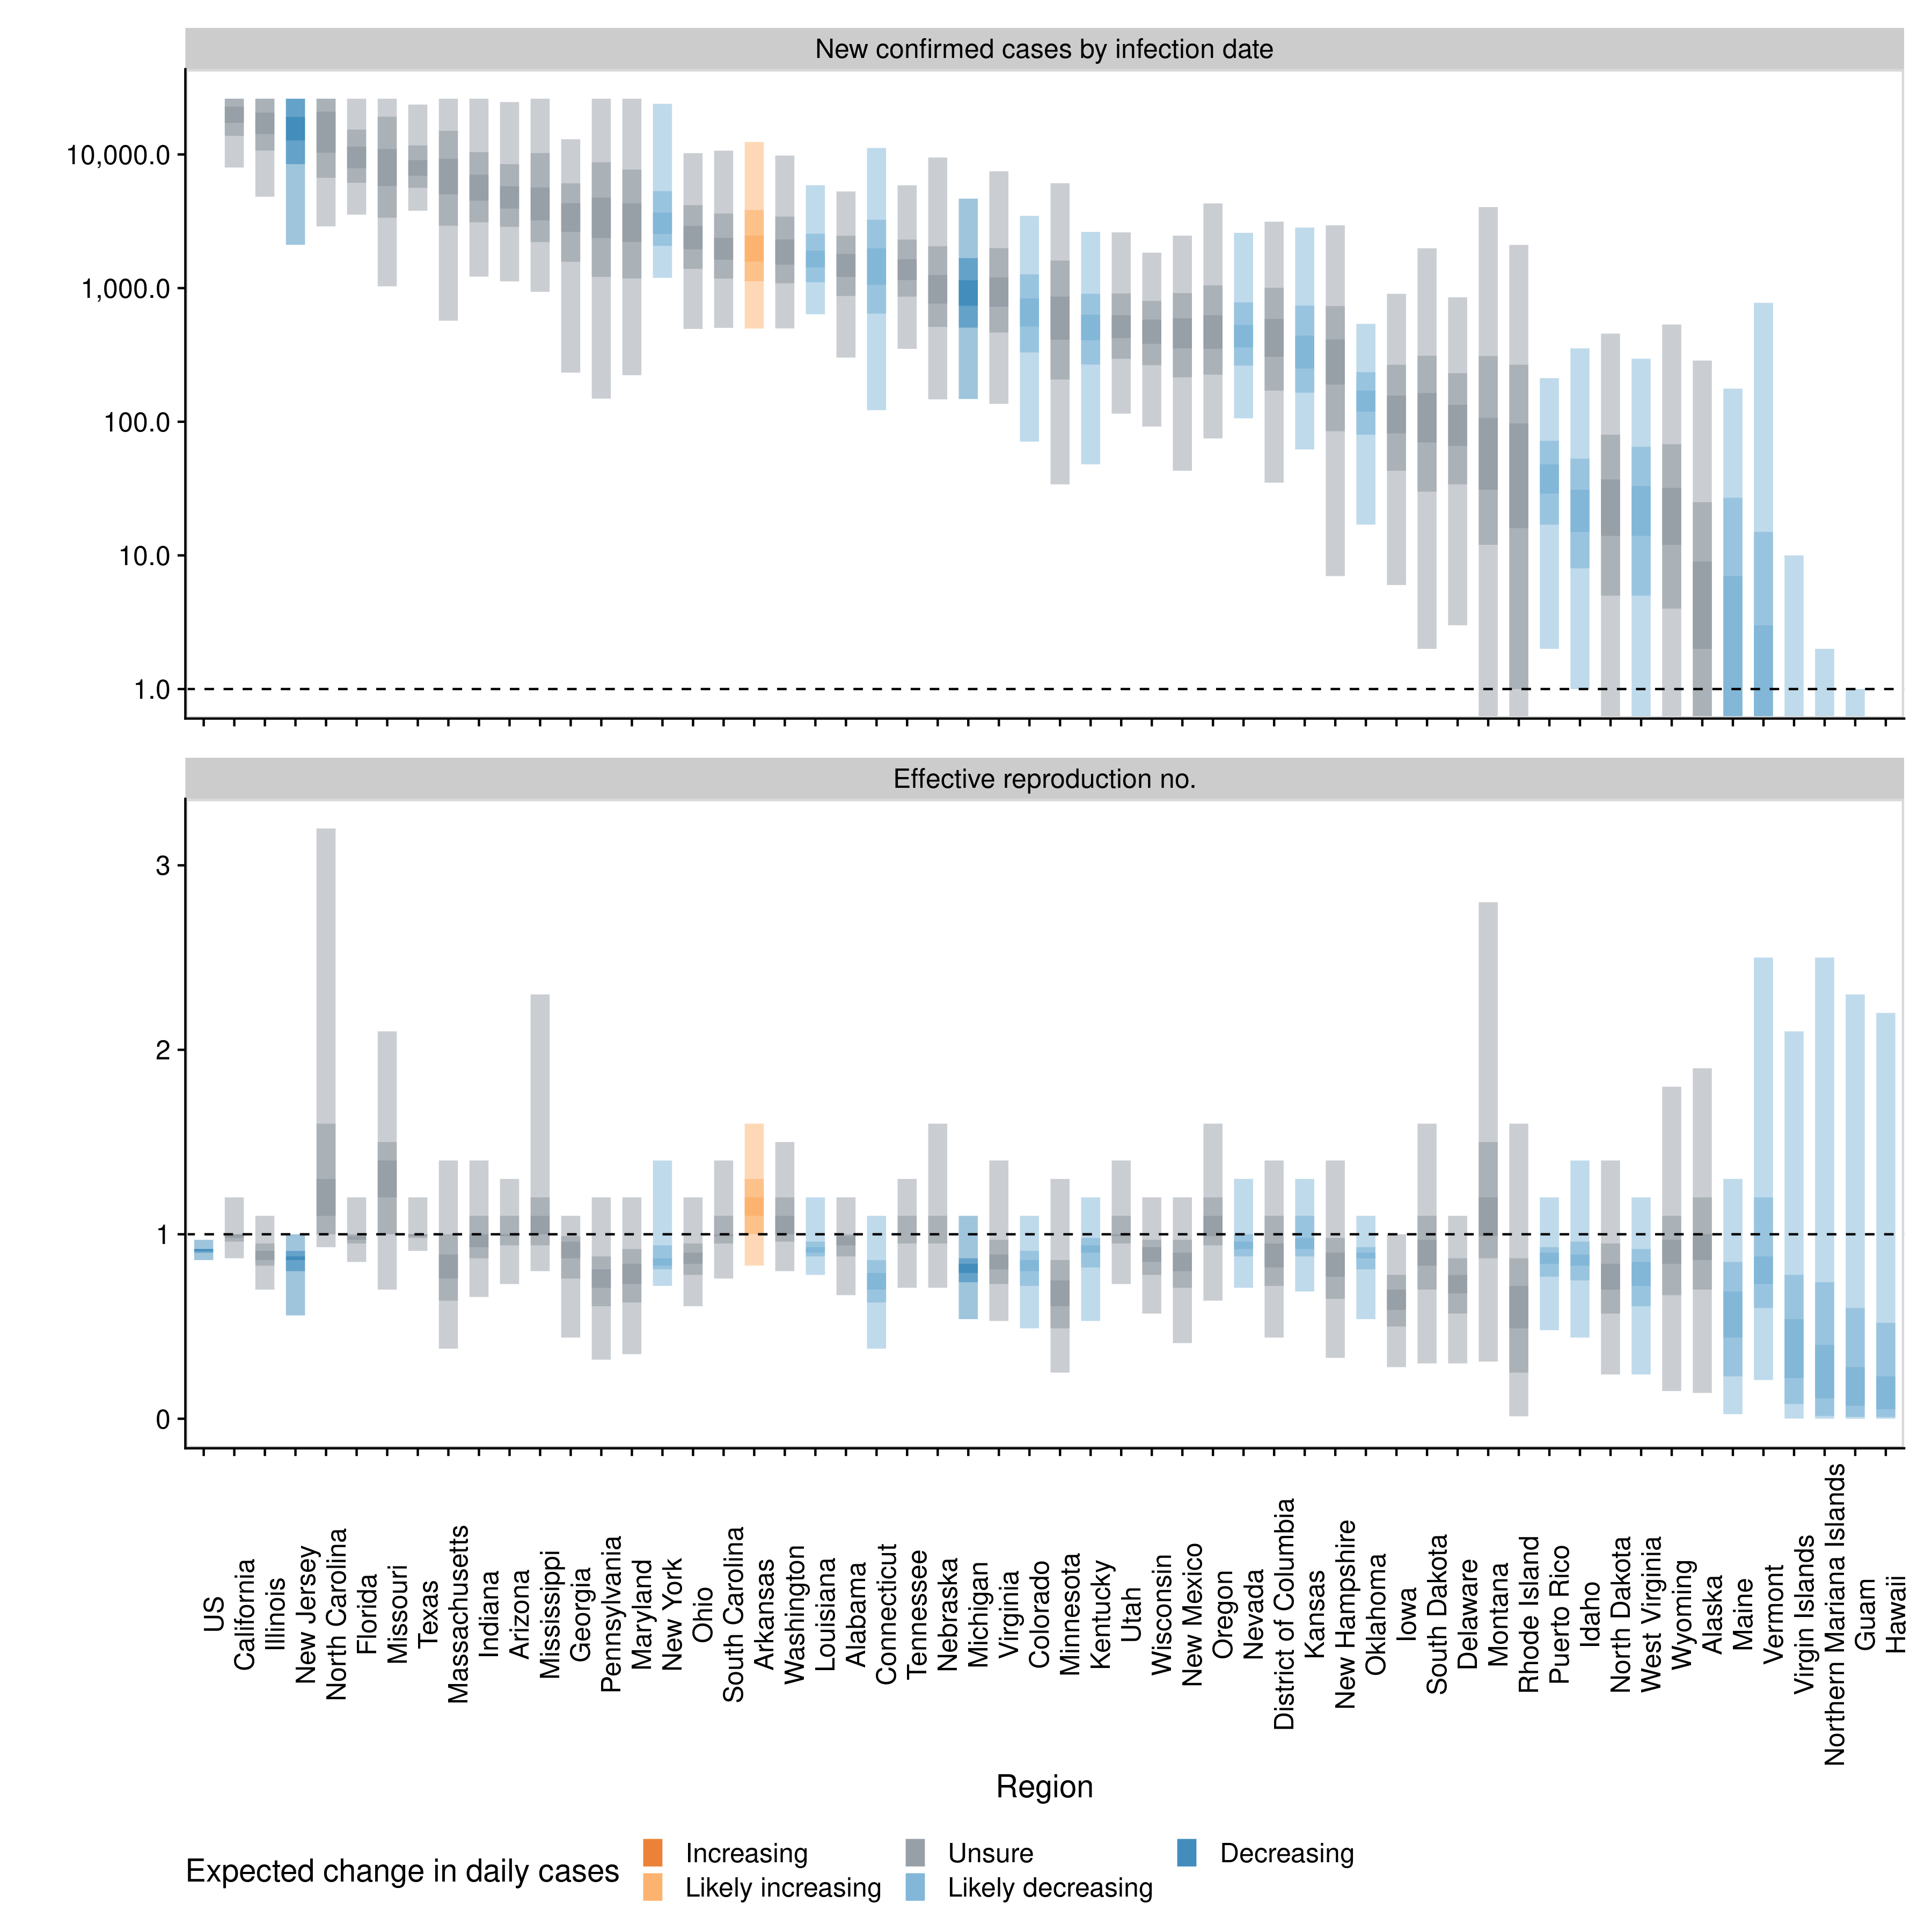 New confirmed cases by infection date
10,000.0
1,000.0
100.0
10.0
1.0
Effective reproduction no.
3
2
1
0
US
California
Illinois
New Jersey
North Carolina
Florida
Missouri
Texas
Massachusetts
Indiana
Arizona
Mississippi
Georgia
Pennsylvania
Maryland
New York
Ohio
South Carolina
Arkansas
Washington
Louisiana
Alabama
Connecticut
Tennessee
Nebraska
Michigan
Virginia
Colorado
Minnesota
Kentucky
Utah
Wisconsin
New Mexico
Oregon
Nevada
District of Columbia
Kansas
New Hampshire
Oklahoma
Iowa
South Dakota
Delaware
Montana
Rhode Island
Puerto Rico
Idaho
North Dakota
West Virginia
Wyoming
Alaska
Maine
Vermont
Virgin Islands
Northern Mariana Islands
Guam
Hawaii
Region
Expected change in daily cases
Increasing
Likely increasing
Unsure
Likely decreasing
Decreasing